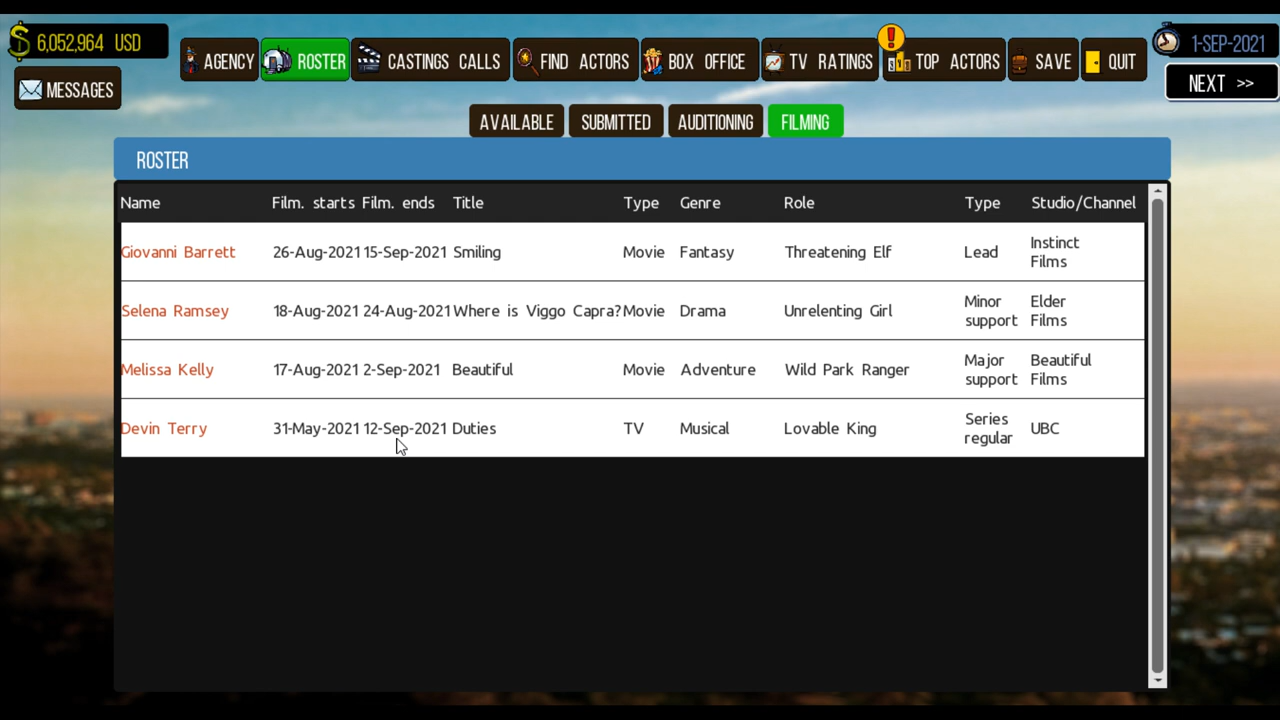 6,052,964 USD
AGENCY ROSTER CASTINGS CALLS FIND ACTORS BOX OFFICE TV RATINGS TOP ACTORS SAVE QUIT
1-SEP-2021
MESSAGES
NEXT >>
AVAILABLE SUBMITTED AUDITIONING FILMING
ROSTER
Name Film. starts Film. ends Title Type Genre Role Type Studio/Channel
Giovanni Barrett 26-Aug-2021 15-Sep-2021 Smiling Movie Fantasy Threatening Elf Lead Instinct
Films
Selena Ramsey 18-Aug-2021 24-Aug-2021 Where is Viggo Capra? Movie Drama Unrelenting Girl Minor Elder
support Films
Melissa Kelly 17-Aug-2021 2-Sep-2021 Beautiful Movie Adventure Wild Park Ranger Major Beautiful
support Films
Devin Terry 31-May-2021 12-Sep-2021 Duties TV Musical Lovable King Series UBC
regular